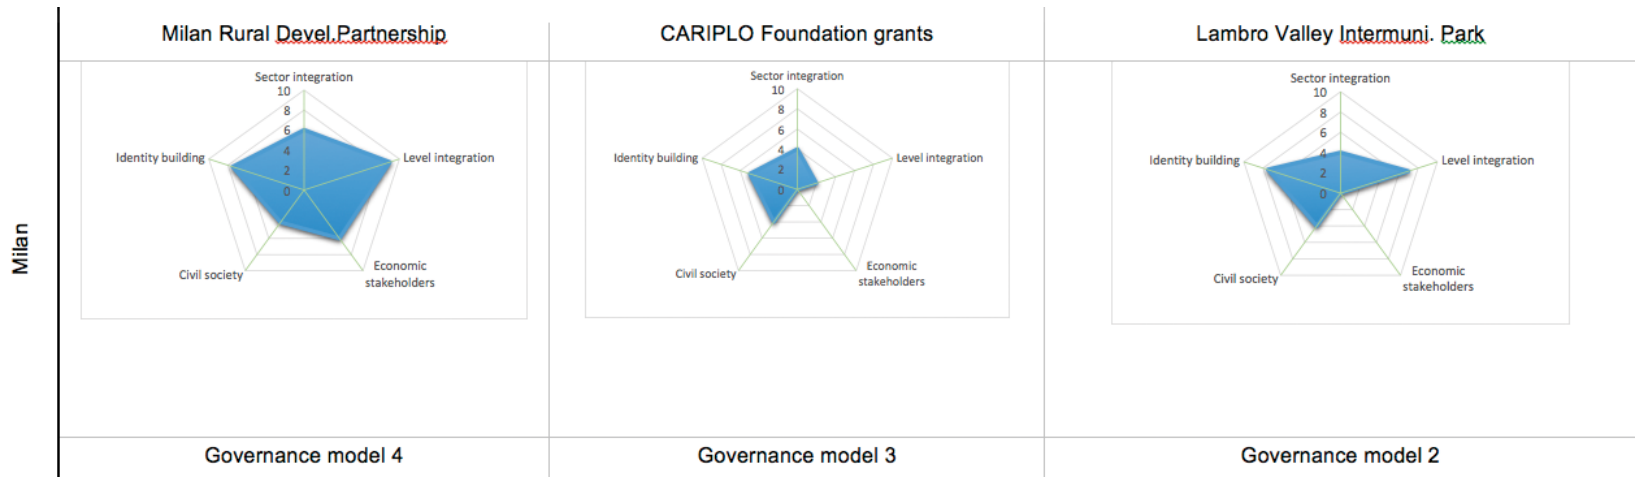 Milan Rural Devel.Partnership
CARIPLO Foundation grants
Lambro Valley Intermuni. Park
Milan
Sector integration
10
8
6
4
2
0
Identity building
Level integration
Civil society
Economic
stakeholders
Sector integration
10
8
6
4
2
0
Identity building
Level integration
Civil society
Economic
stakeholders
Sector integration
10
8
6
4
2
0
Identity building
Level integration
Civil society
Economic
stakeholders
Governance model 4
Governance model 3
Governance model 2